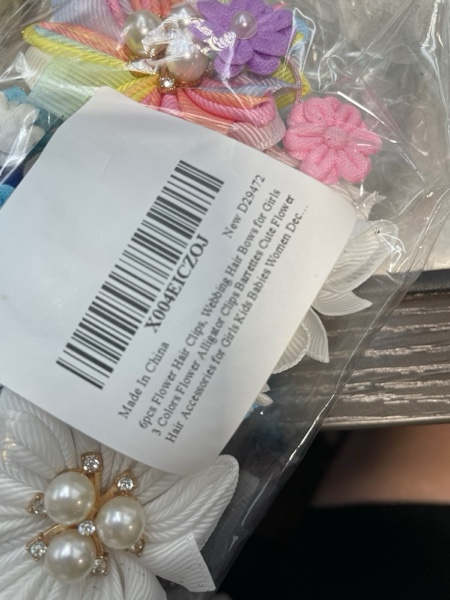 X004EICZOJ
New D29472
Made In China
6pcs Flower Hair Clips, Webbing Hair Bows for Girls
3 Colors Flower Alligator Clips Barrettes Cute Flower
Hair Accessories for Girls Kids Babies Women Dec...